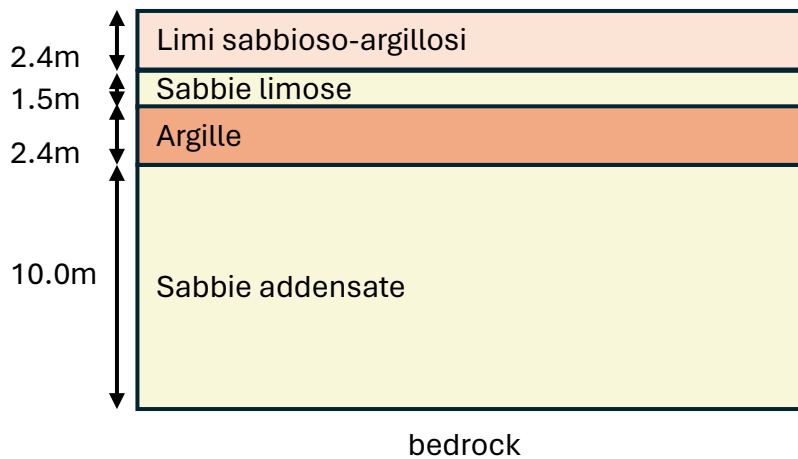 Limi sabbioso-argillosi
2.4m
Sabbie limose
1.5m
Argille
2.4m
10.0m
Sabbie addensate
bedrock